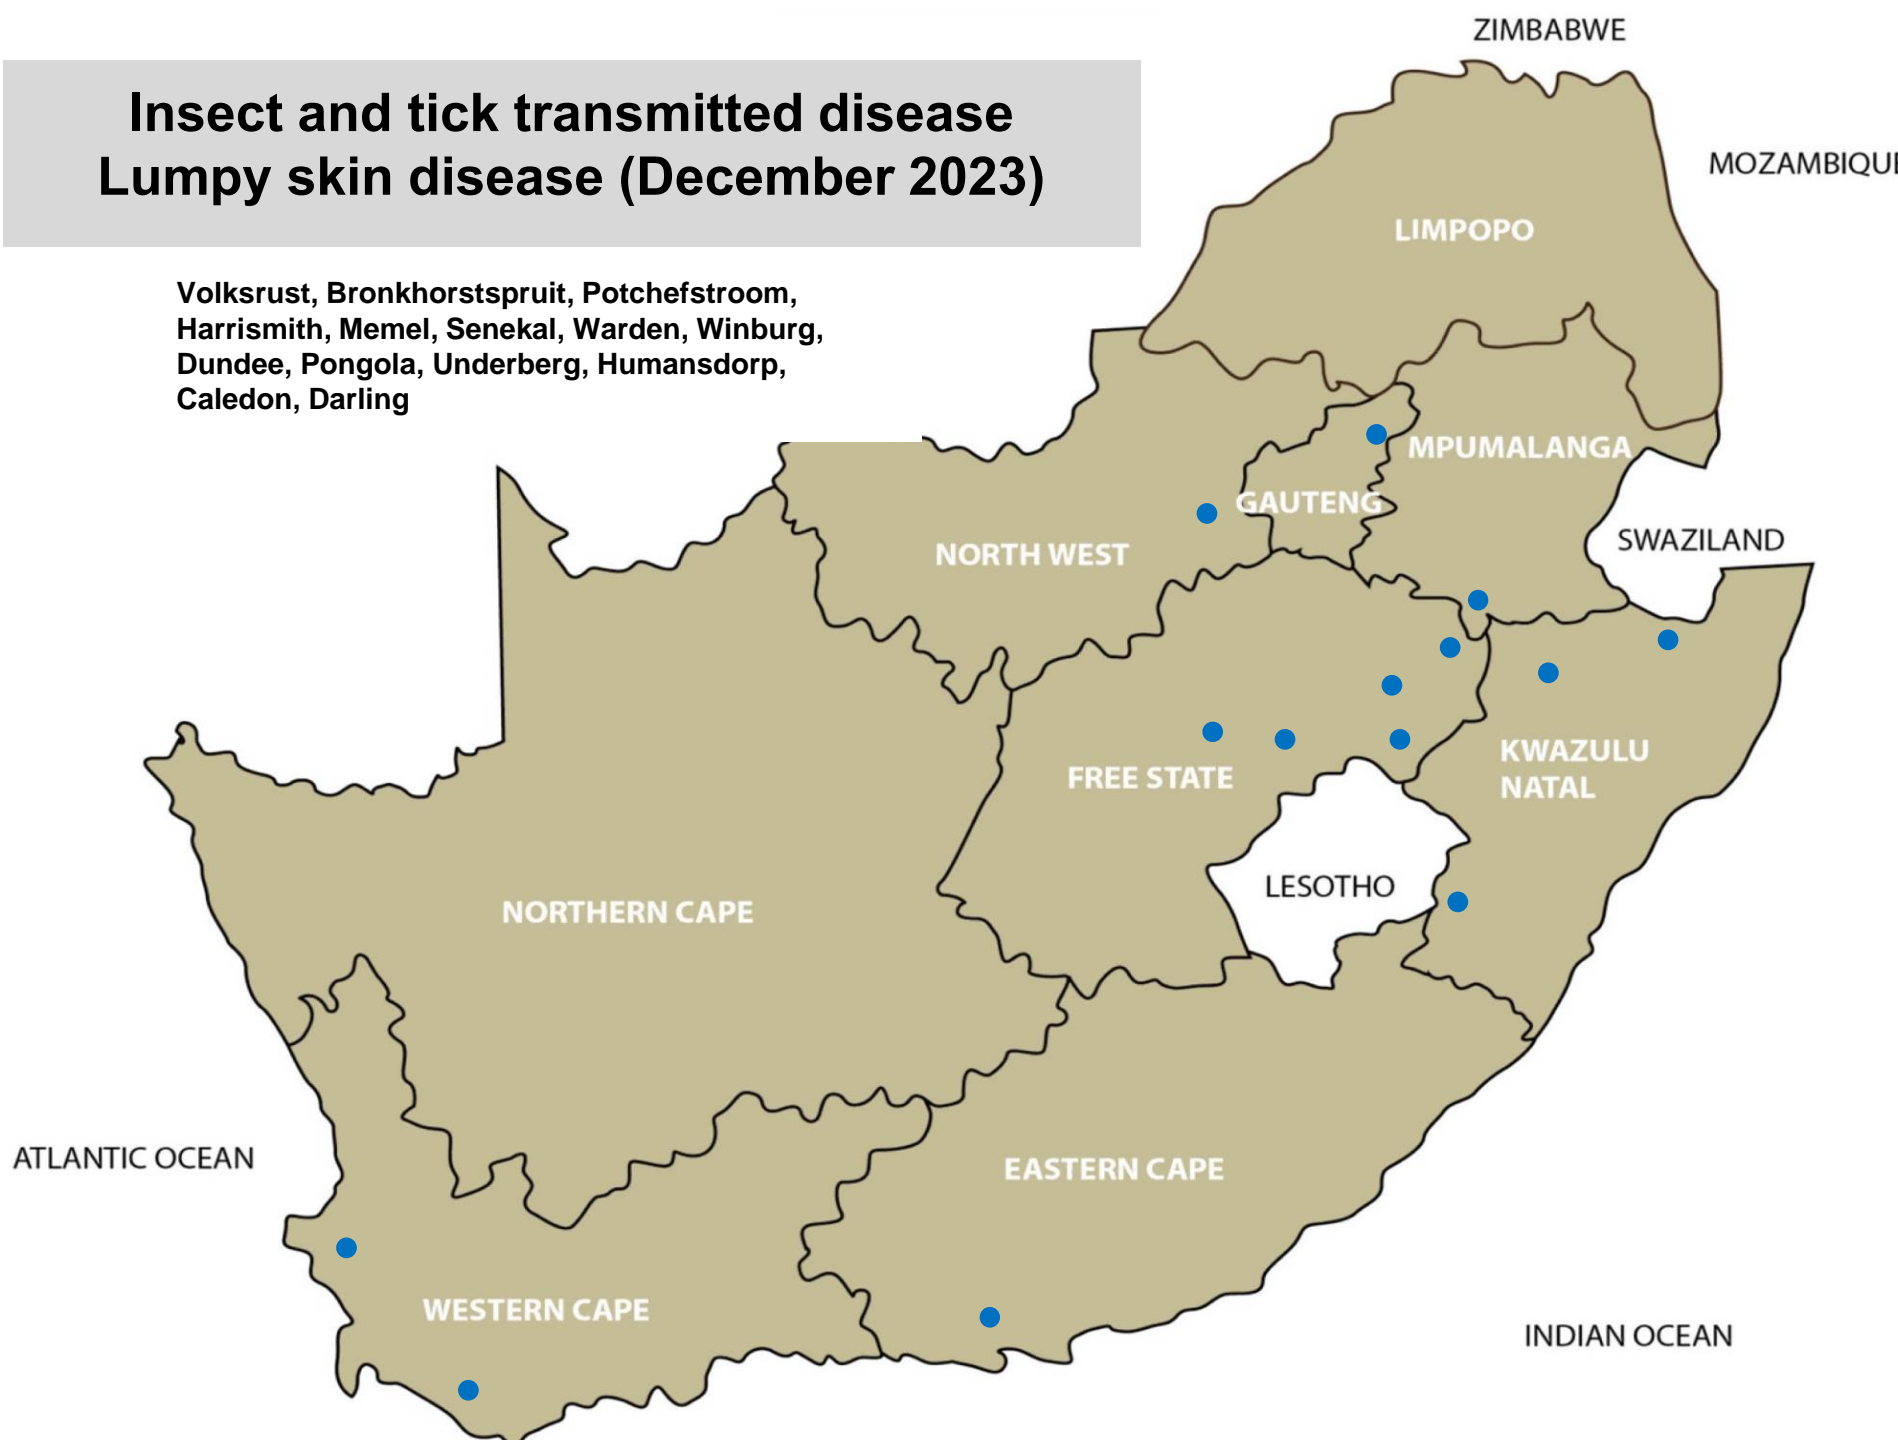 ZIMBABWE
Insect and tick transmitted disease
Lumpy skin disease (December 2023)
MOZAMBIQUE
LIMPOPO
Volksrust, Bronkhorstspruit, Potchefstroom,
Harrismith, Memel, Senekal, Warden, Winburg,
Dundee, Pongola, Underberg, Humansdorp,
Caledon, Darling
MPUMALANGA
GAUTENG
SWAZILAND
NORTH WEST
KWAZULU
NATAL
FREE STATE
LESOTHO
NORTHERN CAPE
ATLANTIC OCEAN
EASTERN CAPE
WESTERN CAPE
INDIAN OCEAN